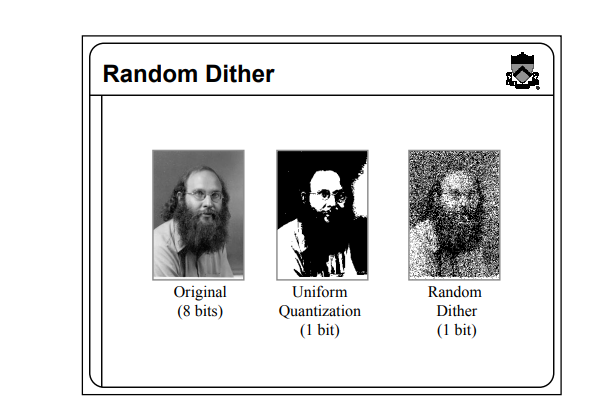 Random Dither
Original
(8 bits)
Uniform
Quantization
(1 bit)
Random
Dither
(1 bit)